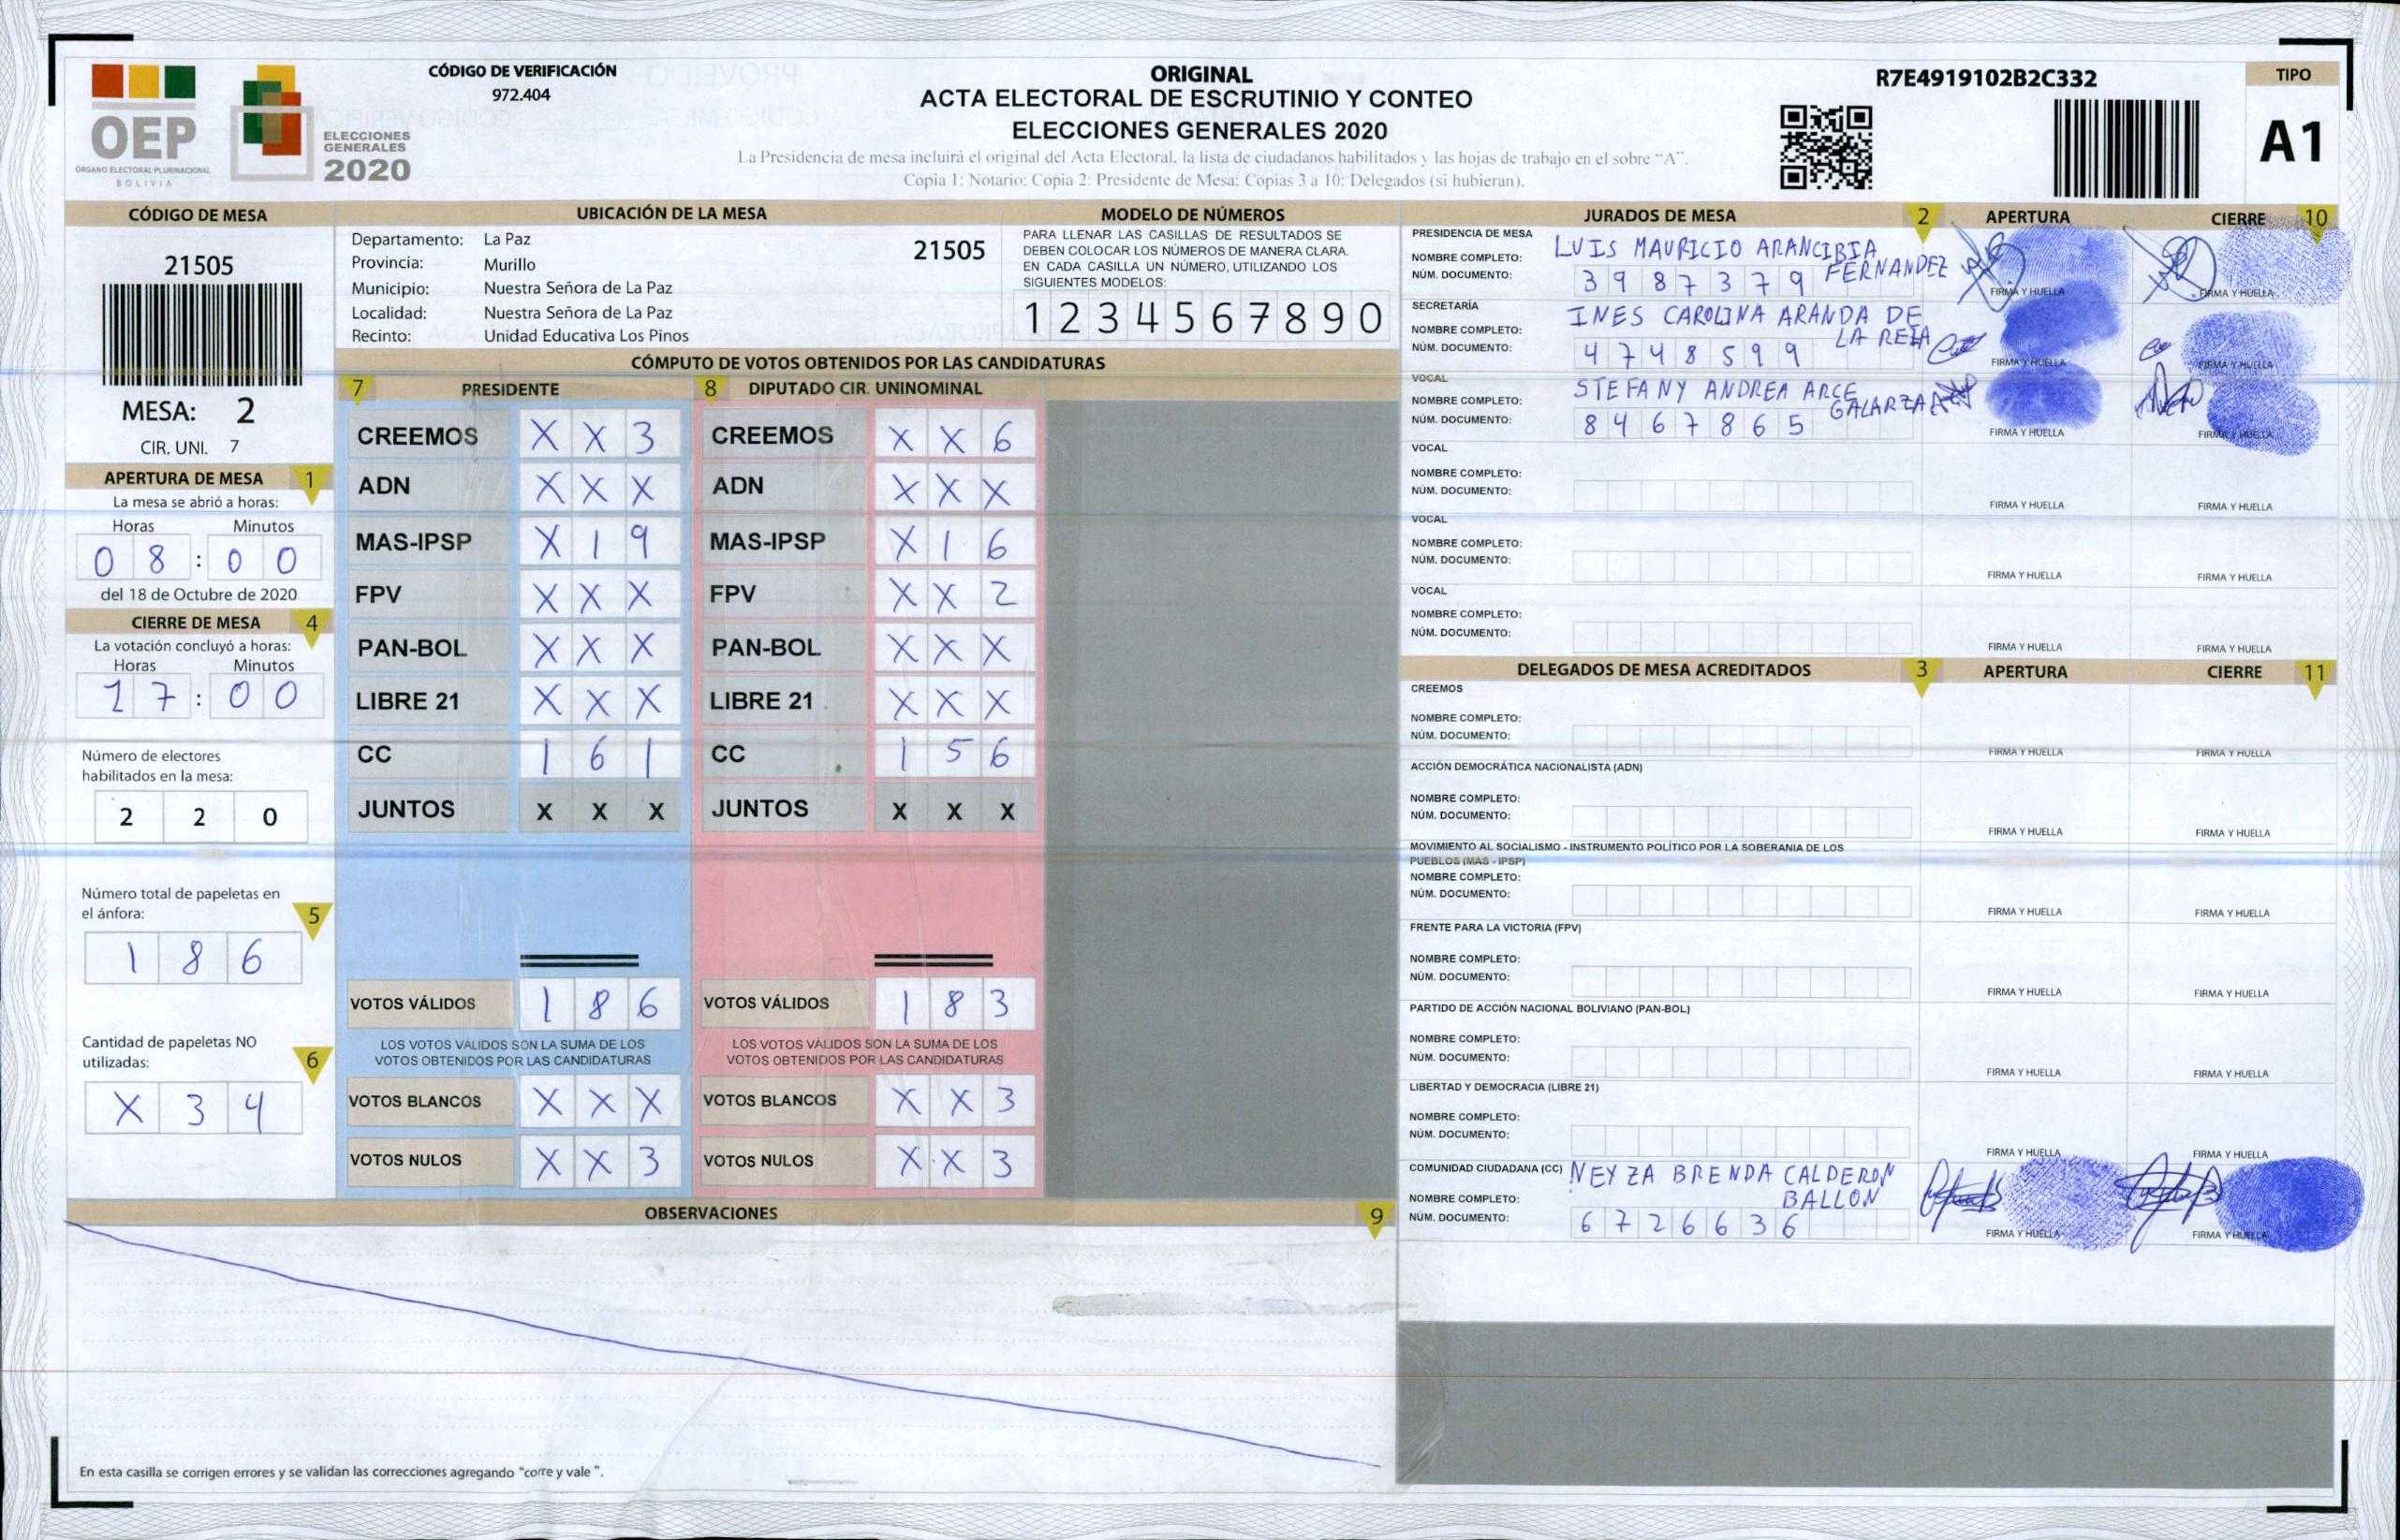 OEP
ÓRGANO ELECTORAL PLURINACIONAL
BOLIVIA
ELECCIONES
GENERALES
2020
CÓDIGO DE VERIFICACIÓN
972.404
ORIGINAL
ACTA ELECTORAL DE ESCRUTINIO Y CONTEO
ELECCIONES GENERALES 2020
La Presidencia de mesa incluirá el original del Acta Electoral, la lista de ciudadanos habilitados y las hojas de trabajo en el sobre "A".
Copia 1: Notario; Copia 2: Presidente de Mesa; Copias 3 a 10: Delegados (si hubieran).
R7E4919102B2C332
TIPO
A1
CÓDIGO DE MESA
21505
MESA: 2
CIR. UNI. 7
APERTURA DE MESA 1
La mesa se abrió a horas:
Horas Minutos
0 8 : 0 0
del 18 de Octubre de 2020
CIERRE DE MESA 4
La votación concluyó a horas:
Horas Minutos
1 7 : 0 0
Número de electores
habilitados en la mesa:
2 2 0
Número total de papeletas en
el ánfora: 5
1 8 6
Cantidad de papeletas NO
utilizadas: 6
X 3 4
UBICACIÓN DE LA MESA
Departamento: La Paz 21505
Provincia: Murillo
Municipio: Nuestra Señora de La Paz
Localidad: Nuestra Señora de La Paz
Recinto: Unidad Educativa Los Pinos
MODELO DE NÚMEROS
PARA LLENAR LAS CASILLAS DE RESULTADOS SE
DEBEN COLOCAR LOS NÚMEROS DE MANERA CLARA.
EN CADA CASILLA UN NÚMERO, UTILIZANDO LOS
SIGUIENTES MODELOS:
1 2 3 4 5 6 7 8 9 0
CÓMPUTO DE VOTOS OBTENIDOS POR LAS CANDIDATURAS
7 PRESIDENTE 8 DIPUTADO CIR. UNINOMINAL
CREEMOS X X 3 CREEMOS X X 6
ADN X X X ADN X X X
MAS-IPSP X 1 9 MAS-IPSP X 1 6
FPV X X X FPV X X 2
PAN-BOL X X X PAN-BOL X X X
LIBRE 21 X X X LIBRE 21 X X X
CC 1 6 1 CC 1 5 6
JUNTOS X X X JUNTOS X X X
VOTOS VÁLIDOS 1 8 6 VOTOS VÁLIDOS 1 8 3
LOS VOTOS VÁLIDOS SON LA SUMA DE LOS LOS VOTOS VÁLIDOS SON LA SUMA DE LOS
VOTOS OBTENIDOS POR LAS CANDIDATURAS VOTOS OBTENIDOS POR LAS CANDIDATURAS
VOTOS BLANCOS X X X VOTOS BLANCOS X X 3
VOTOS NULOS X X 3 VOTOS NULOS X X 3
OBSERVACIONES 9
En esta casilla se corrigen errores y se validan las correcciones agregando "corre y vale".
JURADOS DE MESA 2 APERTURA CIERRE 10
PRESIDENCIA DE MESA
NOMBRE COMPLETO: LUIS MAURICIO ARANCIBIA FERNANDEZ
NÚM. DOCUMENTO: 3 9 8 7 3 7 9
FIRMA Y HUELLA FIRMA Y HUELLA
SECRETARÍA
NOMBRE COMPLETO: INES CAROLINA ARANDA DE LA REZA
NÚM. DOCUMENTO: 4 7 4 8 5 9 9
FIRMA Y HUELLA FIRMA Y HUELLA
VOCAL
NOMBRE COMPLETO: STEFANY ANDREA ARCE GALARZA
NÚM. DOCUMENTO: 8 4 6 7 8 6 5
FIRMA Y HUELLA FIRMA Y HUELLA
VOCAL
NOMBRE COMPLETO:
NÚM. DOCUMENTO:
FIRMA Y HUELLA FIRMA Y HUELLA
VOCAL
NOMBRE COMPLETO:
NÚM. DOCUMENTO:
FIRMA Y HUELLA FIRMA Y HUELLA
VOCAL
NOMBRE COMPLETO:
NÚM. DOCUMENTO:
FIRMA Y HUELLA FIRMA Y HUELLA
DELEGADOS DE MESA ACREDITADOS 3 APERTURA CIERRE 11
CREEMOS
NOMBRE COMPLETO:
NÚM. DOCUMENTO:
FIRMA Y HUELLA FIRMA Y HUELLA
ACCIÓN DEMOCRÁTICA NACIONALISTA (ADN)
NOMBRE COMPLETO:
NÚM. DOCUMENTO:
FIRMA Y HUELLA FIRMA Y HUELLA
MOVIMIENTO AL SOCIALISMO - INSTRUMENTO POLÍTICO POR LA SOBERANIA DE LOS
PUEBLOS (MAS - IPSP)
NOMBRE COMPLETO:
NÚM. DOCUMENTO:
FIRMA Y HUELLA FIRMA Y HUELLA
FRENTE PARA LA VICTORIA (FPV)
NOMBRE COMPLETO:
NÚM. DOCUMENTO:
FIRMA Y HUELLA FIRMA Y HUELLA
PARTIDO DE ACCIÓN NACIONAL BOLIVIANO (PAN-BOL)
NOMBRE COMPLETO:
NÚM. DOCUMENTO:
FIRMA Y HUELLA FIRMA Y HUELLA
LIBERTAD Y DEMOCRACIA (LIBRE 21)
NOMBRE COMPLETO:
NÚM. DOCUMENTO:
FIRMA Y HUELLA FIRMA Y HUELLA
COMUNIDAD CIUDADANA (CC)
NOMBRE COMPLETO: NEYZA BRENDA CALDERON BALLON
NÚM. DOCUMENTO: 6 7 2 6 6 3 6
FIRMA Y HUELLA FIRMA Y HUELLA